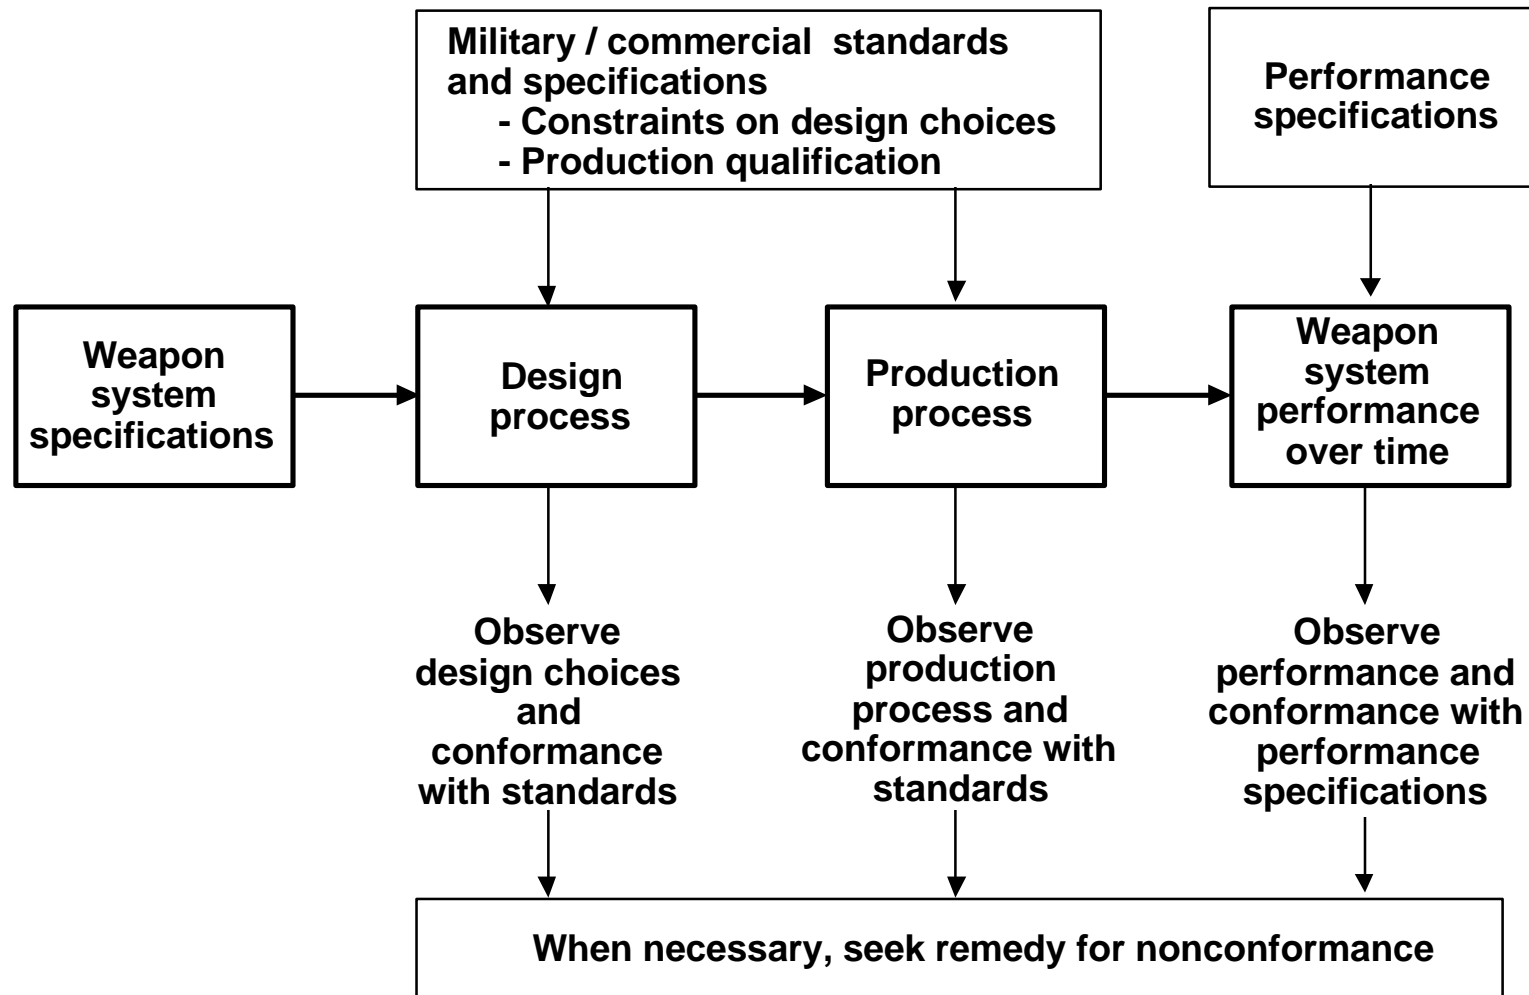 Military / commercial standards
and specifications
- Constraints on design choices
- Production qualification
Performance
specifications
Weapon
system
specifications
Design
process
Production
process
Weapon
system
performance
over time
Observe
design choices
and
conformance
with standards
Observe
production
process and
conformance with
standards
Observe
performance and
conformance with
performance
specifications
When necessary, seek remedy for nonconformance